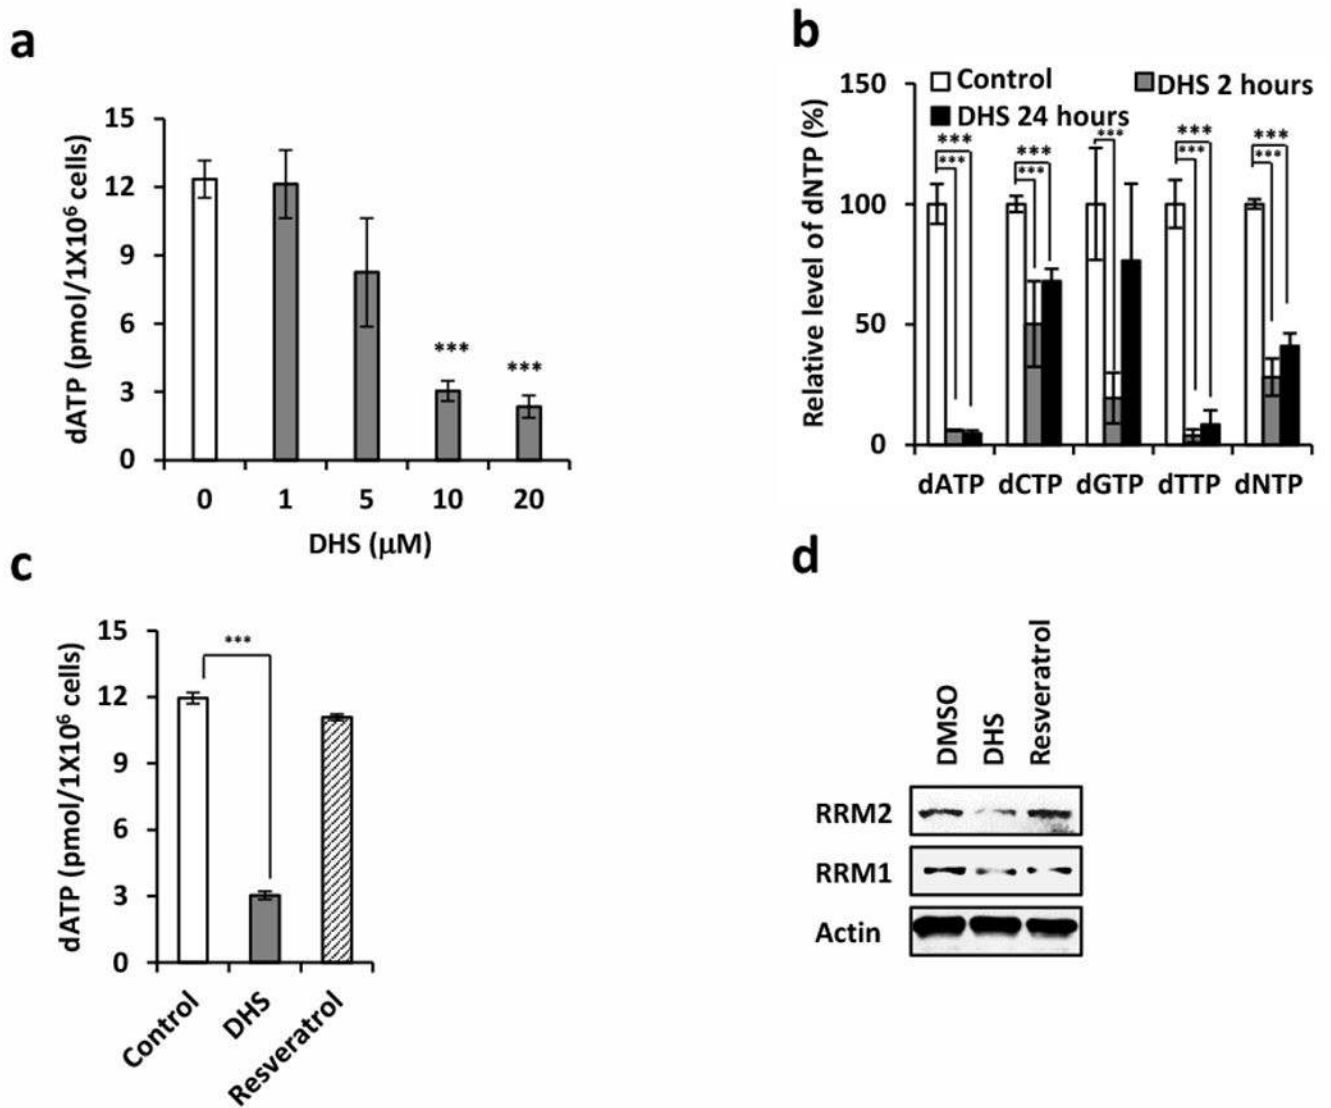 a
15
12
9
6
3
0
dATP (pmol/1X10⁶ cells)
***
***
0 1 5 10 20
DHS (µM)
b
150
100
50
0
Relative level of dNTP (%)
Control
DHS 2 hours
DHS 24 hours
***
***
***
***
***
***
***
***
***
dATP dCTP dGTP dTTP dNTP
c
15
12
9
6
3
0
dATP (pmol/1X10⁶ cells)
***
Control
DHS
Resveratrol
d
DMSO
DHS
Resveratrol
RRM2
RRM1
Actin